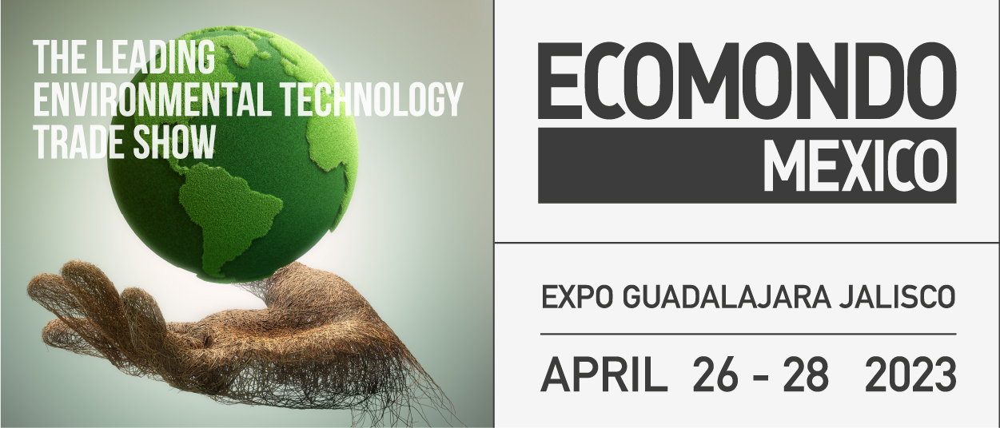 THE LEADING
ENVIRONMENTAL TECHNOLOGY
TRADE SHOW
ECOMONDO
MEXICO
EXPO GUADALAJARA JALISCO
APRIL 26 - 28 2023